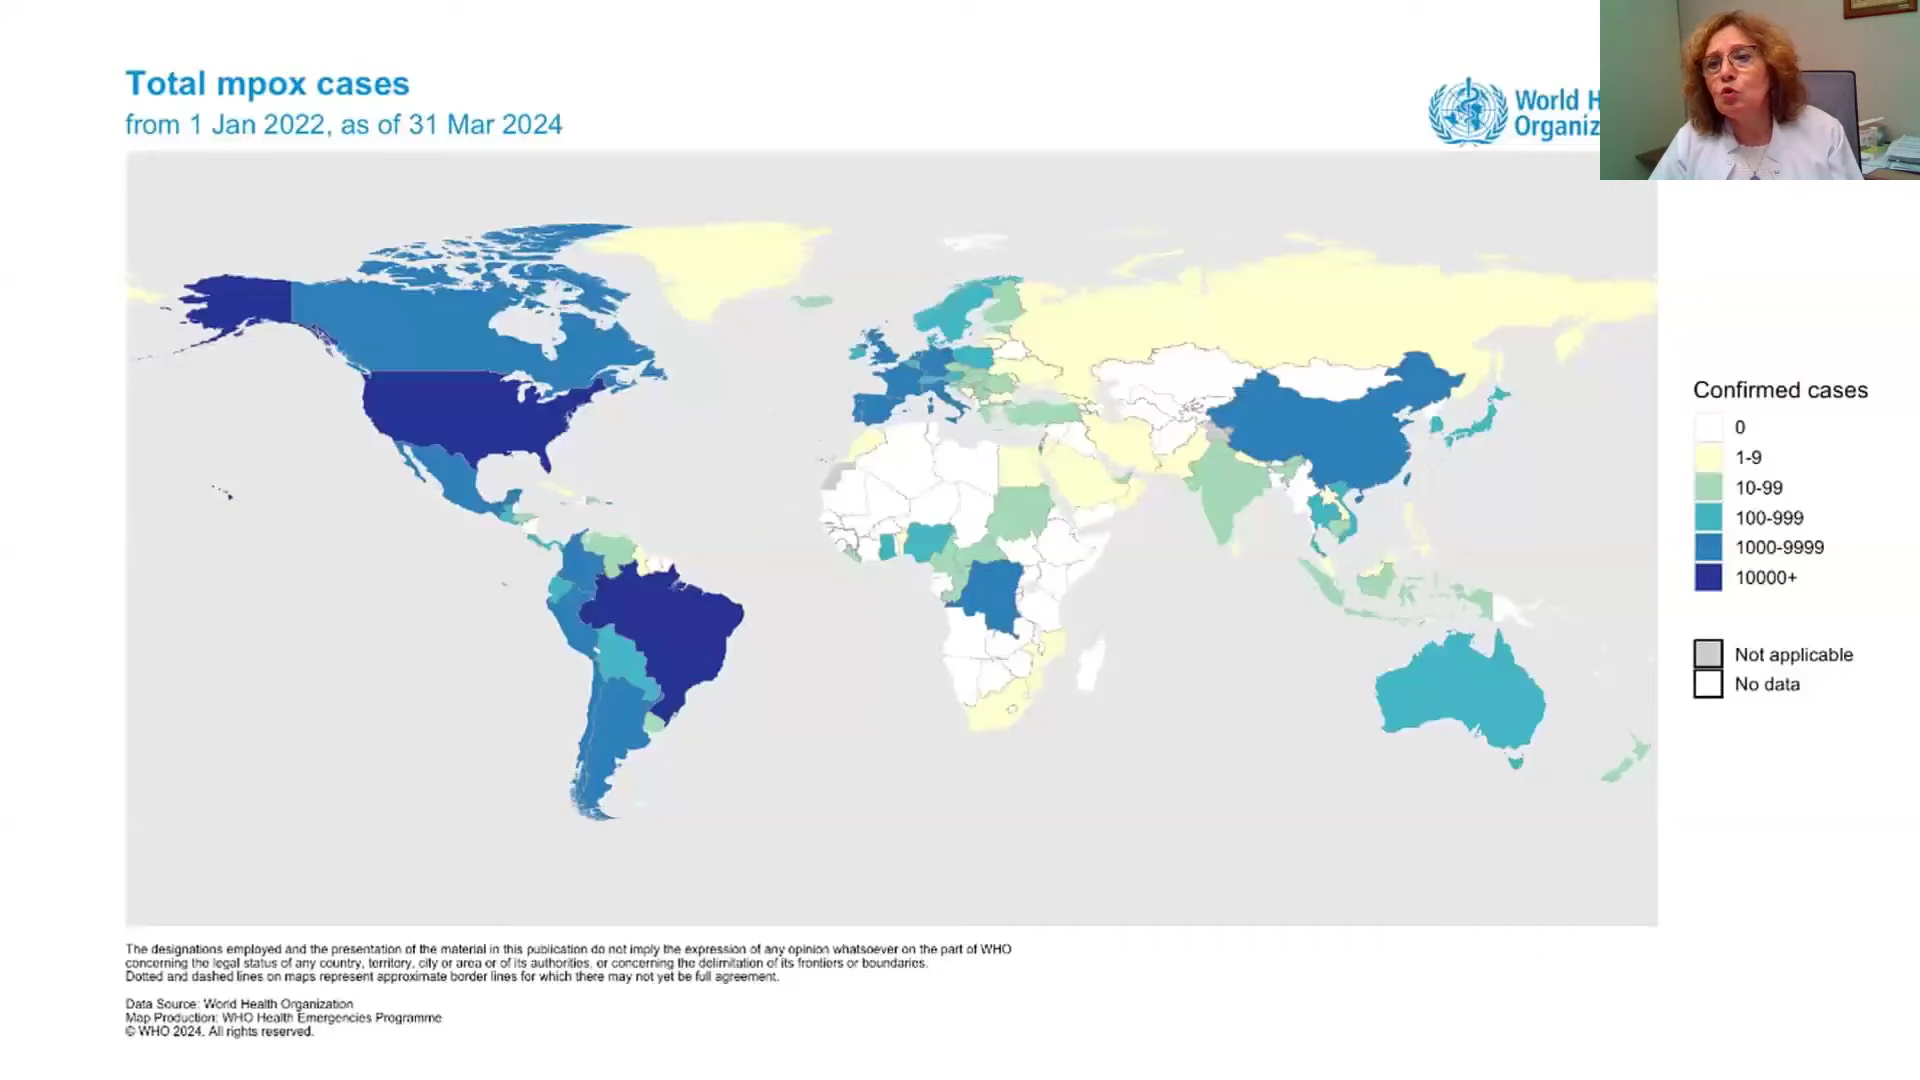 Total mpox cases
from 1 Jan 2022, as of 31 Mar 2024
World H
Organiz
Confirmed cases
0
1-9
10-99
100-999
1000-9999
10000+
Not applicable
No data
The designations employed and the presentation of the material in this publication do not imply the expression of any opinion whatsoever on the part of WHO
concerning the legal status of any country, territory, city or area or of its authorities, or concerning the delimitation of its frontiers or boundaries.
Dotted and dashed lines on maps represent approximate border lines for which there may not yet be full agreement.
Data Source: World Health Organization
Map Production: WHO Health Emergencies Programme
© WHO 2024. All rights reserved.